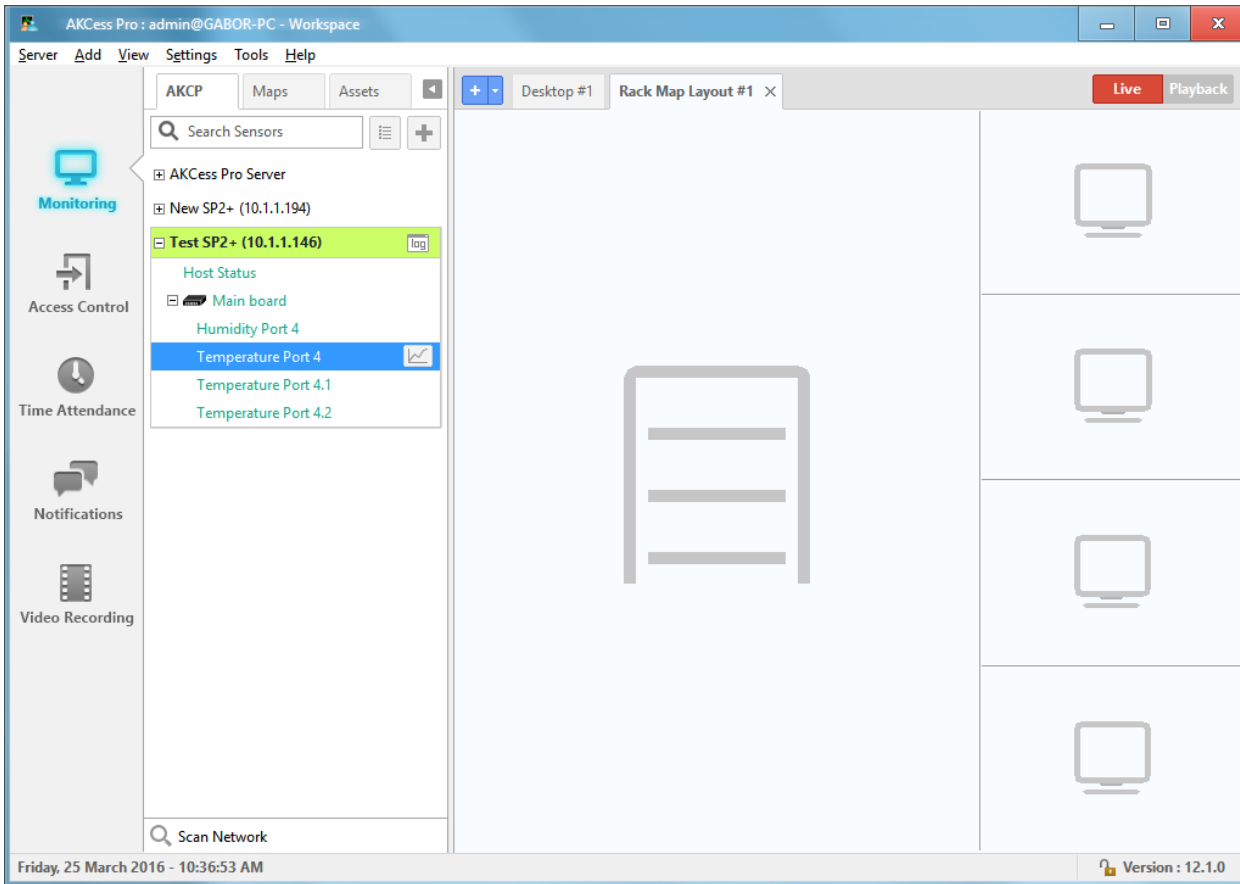 AKCess Pro : admin@GABOR-PC - Workspace
Server Add View Settings Tools Help
AKCP Maps Assets
Desktop #1 Rack Map Layout #1
Live Playback
Search Sensors
Monitoring
Access Control
Time Attendance
Notifications
Video Recording
AKCess Pro Server
New SP2+ (10.1.1.194)
Test SP2+ (10.1.1.146) log
Host Status
Main board
Humidity Port 4
Temperature Port 4
Temperature Port 4.1
Temperature Port 4.2
Scan Network
Friday, 25 March 2016 - 10:36:53 AM
Version : 12.1.0